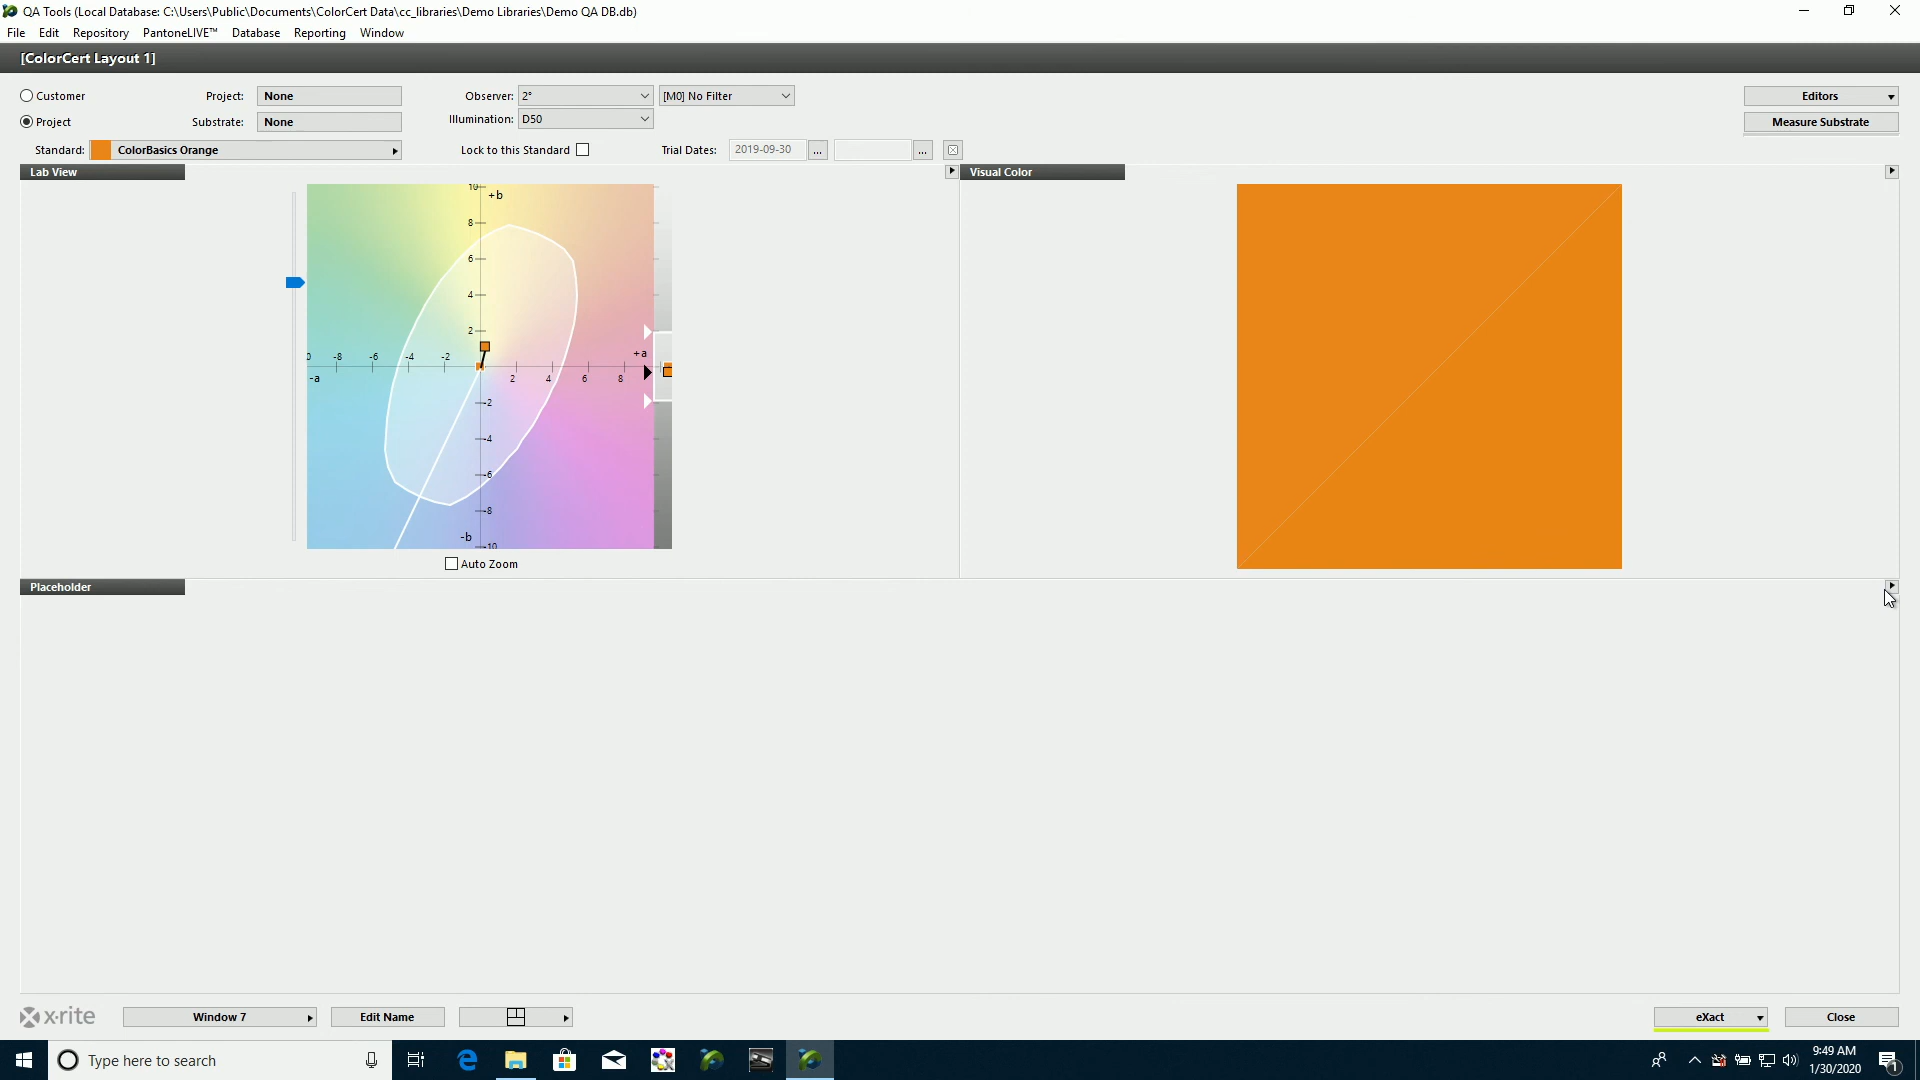 QA Tools (Local Database: C:\Users\Public\Documents\ColorCert Data\cc_libraries\Demo Libraries\Demo QA DB.db)
File Edit Repository PantoneLIVE™ Database Reporting Window
[ColorCert Layout 1]
Customer Project: None Observer: 2° [M0] No Filter Editors
Project Substrate: None Illumination: D50 Measure Substrate
Standard: ColorBasics Orange Lock to this Standard Trial Dates: 2019-09-30 ... ...
Lab View Visual Color
10 +b
8
6
4
2
0 -8 -6 -4 -2 +a
-a 2 4 6 8
-2
-4
-6
-8
-b -10
Auto Zoom
Placeholder
x·rite Window 7 Edit Name eXact Close
Type here to search 9:49 AM
1/30/2020 1